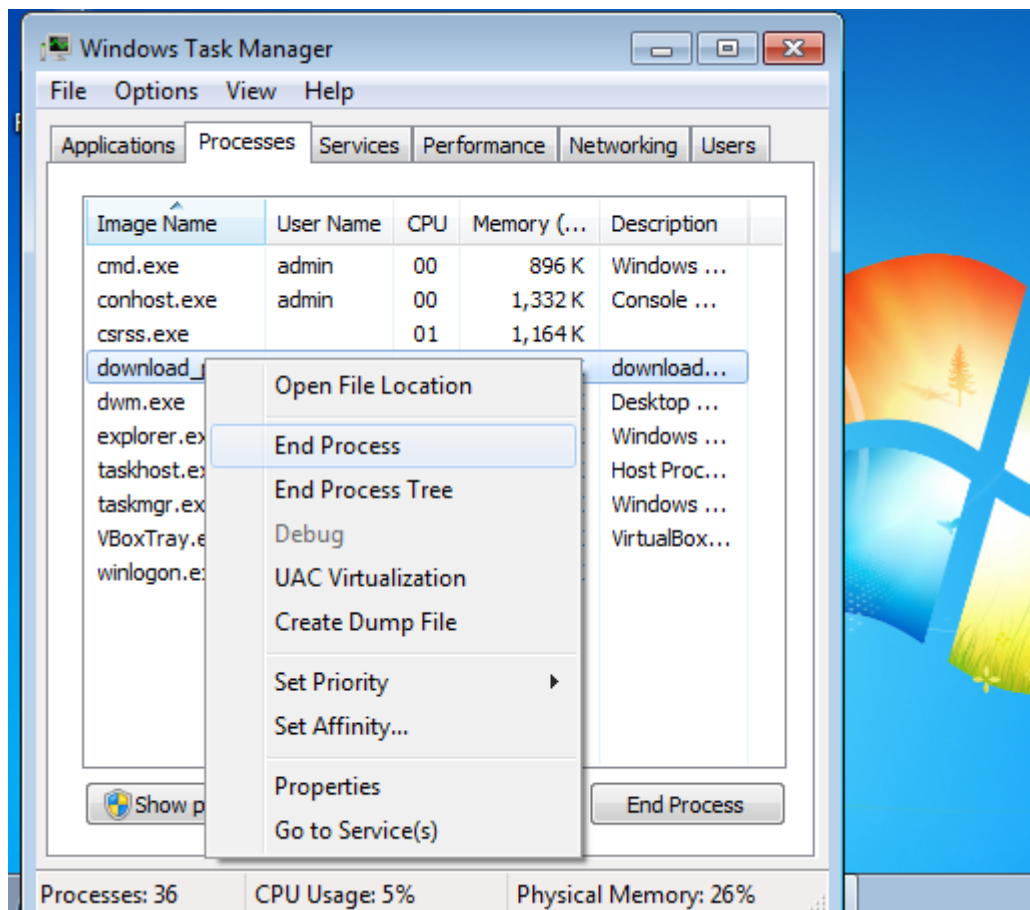 Windows Task Manager
File Options View Help
Applications Processes Services Performance Networking Users
Image Name User Name CPU Memory (... Description
cmd.exe admin 00 896 K Windows ...
conhost.exe admin 00 1,332 K Console ...
csrss.exe 01 1,164 K
download_ download...
dwm.exe Desktop ...
explorer.ex Windows ...
taskhost.ex Host Proc...
taskmgr.ex Windows ...
VBoxTray.e VirtualBox...
winlogon.e
Open File Location
End Process
End Process Tree
Debug
UAC Virtualization
Create Dump File
Set Priority
Set Affinity...
Properties
Go to Service(s)
Show p End Process
Processes: 36 CPU Usage: 5% Physical Memory: 26%